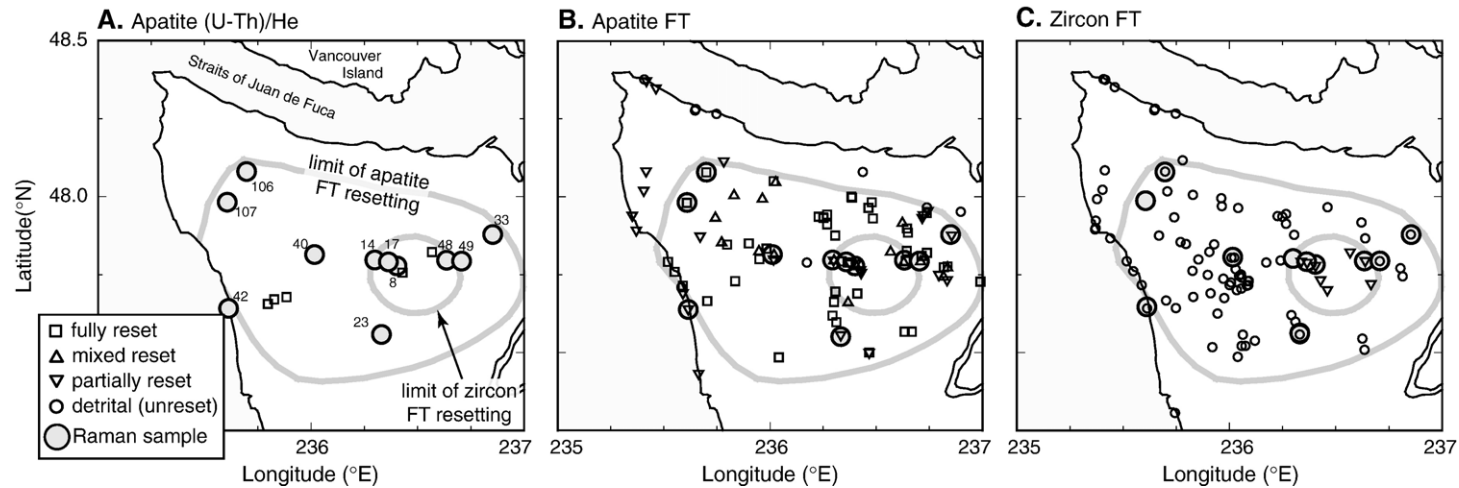 A. Apatite (U-Th)/He
B. Apatite FT
C. Zircon FT
48.5
48.0
Latitude(°N)
Vancouver
Island
Straits of Juan de Fuca
limit of apatite
FT resetting
106
107
33
40
14
17
48
49
8
42
23
limit of zircon
FT resetting
fully reset
mixed reset
partially reset
detrital (unreset)
Raman sample
236
237
Longitude (°E)
235
236
237
Longitude (°E)
236
237
Longitude (°E)